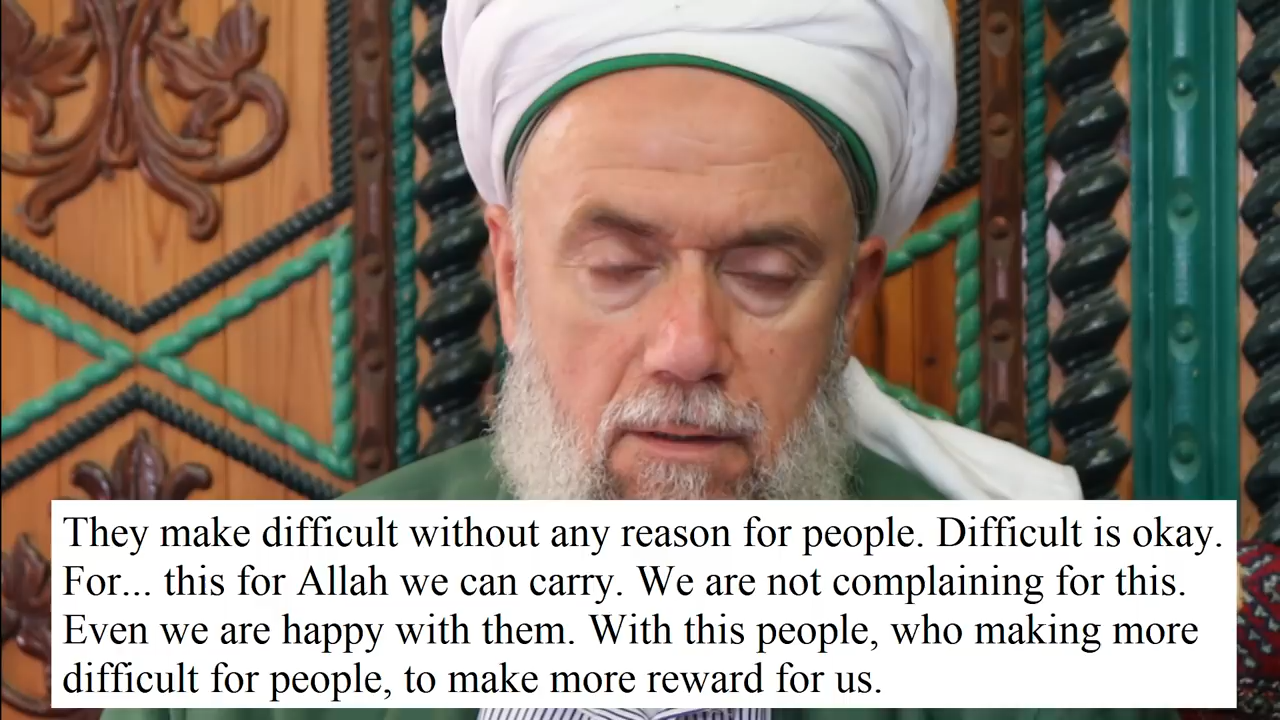 They make difficult without any reason for people. Difficult is okay.
For... this for Allah we can carry. We are not complaining for this.
Even we are happy with them. With this people, who making more
difficult for people, to make more reward for us.